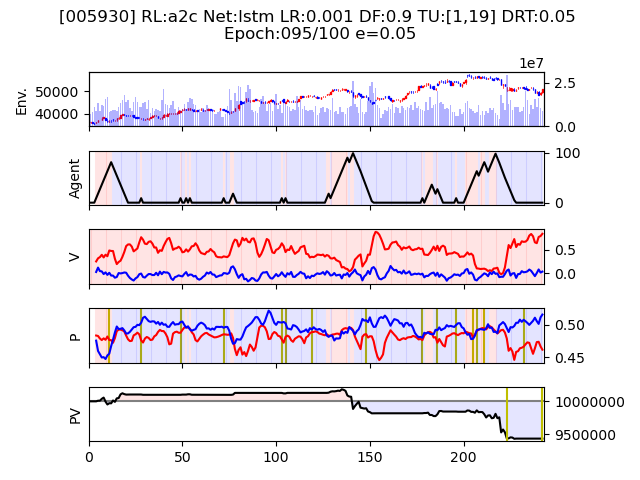 [005930] RL:a2c Net:lstm LR:0.001 DF:0.9 TU:[1,19] DRT:0.05
Epoch:095/100 e=0.05
1e7
Env.
50000
40000
2.5
0.0
Agent
100
0
V
0.5
0.0
P
0.50
0.45
PV
10000000
9500000
0 50 100 150 200